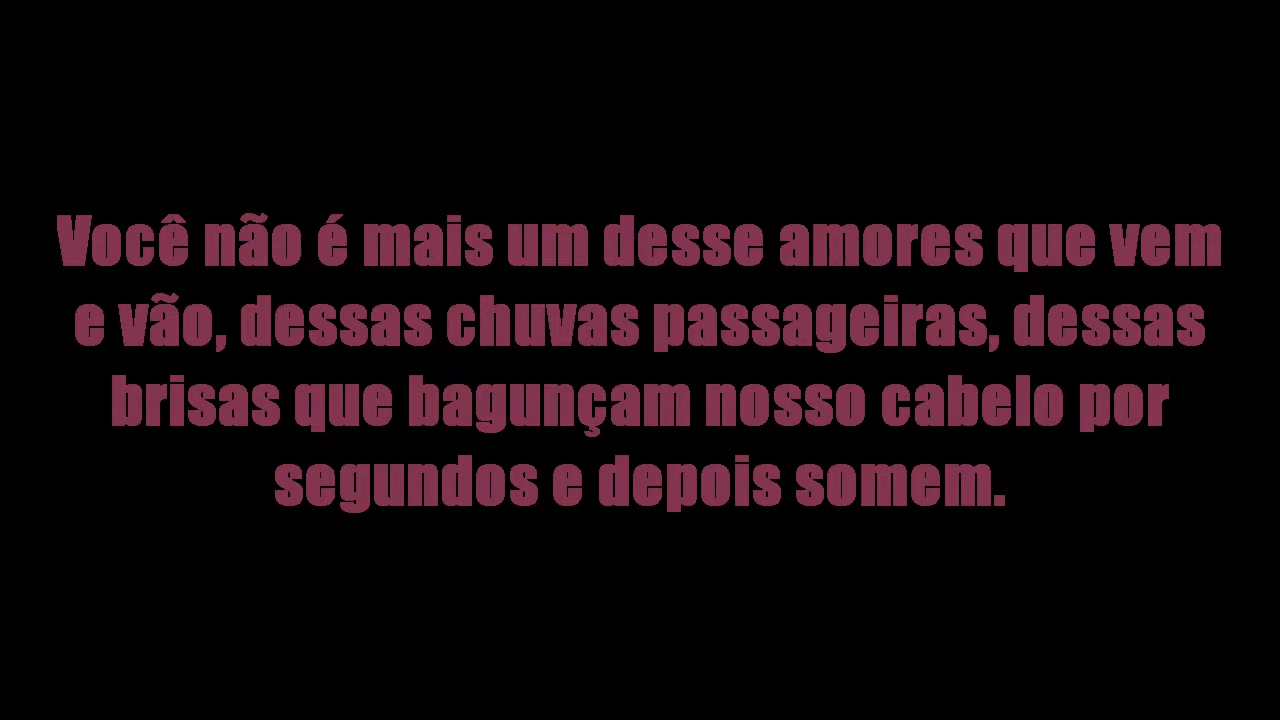 Você não é mais um desse amores que vem
e vão, dessas chuvas passageiras, dessas
brisas que bagunçam nosso cabelo por
segundos e depois somem.